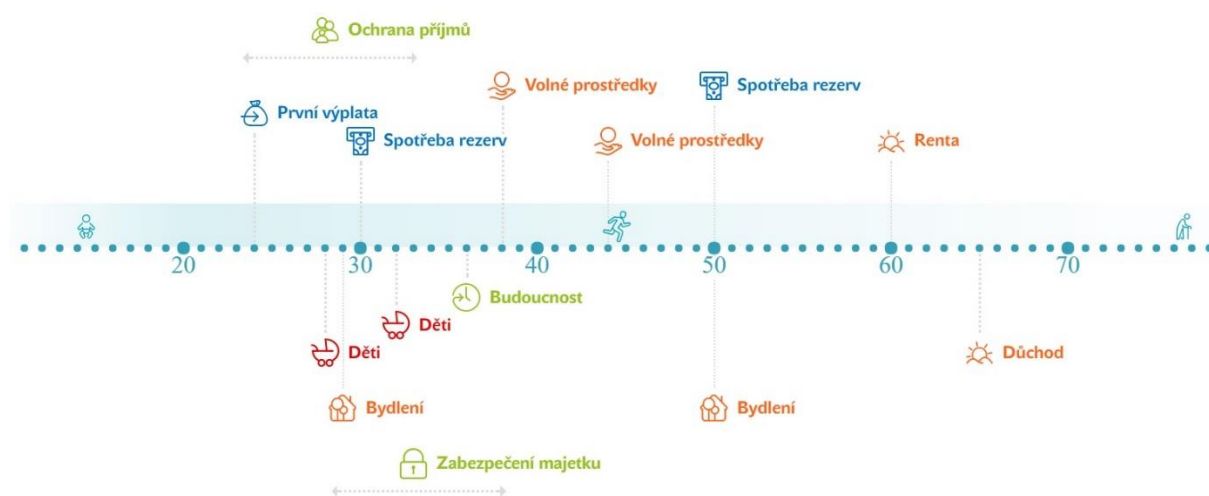 Ochrana příjmů
Volné prostředky
Spotřeba rezerv
První výplata
Spotřeba rezerv
Volné prostředky
Renta
20
30
40
50
60
70
Budoucnost
Děti
Děti
Důchod
Bydlení
Bydlení
Zabezpečení majetku